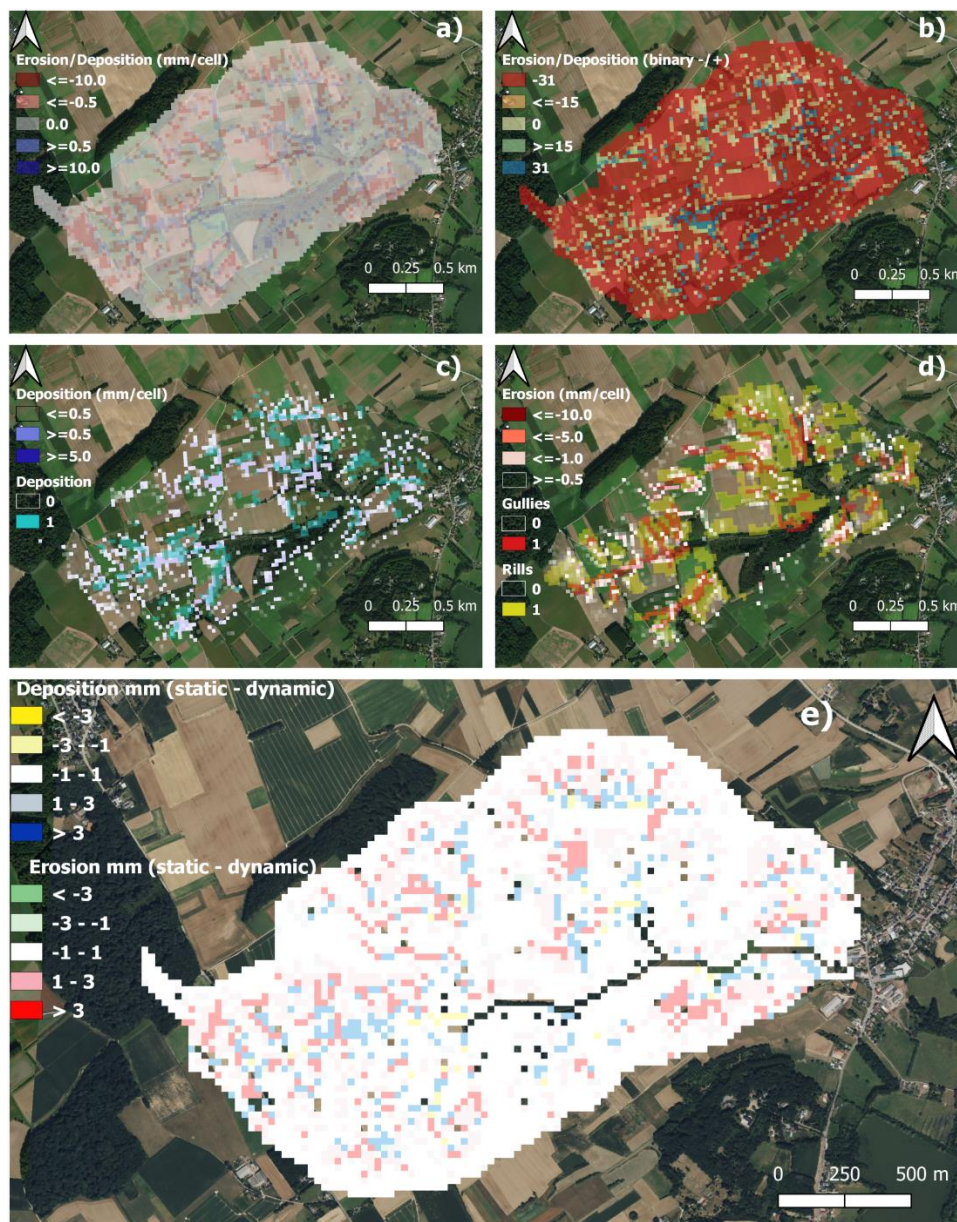 a)
Erosion/Deposition (mm/cell)
<=-10.0
<=-0.5
0.0
>=0.5
>=10.0
0 0.25 0.5 km
b)
Erosion/Deposition (binary -/+)
-31
<=-15
0
>=15
31
0 0.25 0.5 km
c)
Deposition (mm/cell)
<=0.5
>=0.5
>=5.0
Deposition
0
1
0 0.25 0.5 km
d)
Erosion (mm/cell)
<=-10.0
<=-5.0
<=-1.0
>=-0.5
Gullies
0
1
Rills
0
1
0 0.25 0.5 km
e)
Deposition mm (static - dynamic)
< -3
-3 - -1
-1 - 1
1 - 3
> 3
Erosion mm (static - dynamic)
< -3
-3 - -1
-1 - 1
1 - 3
> 3
0 250 500 m